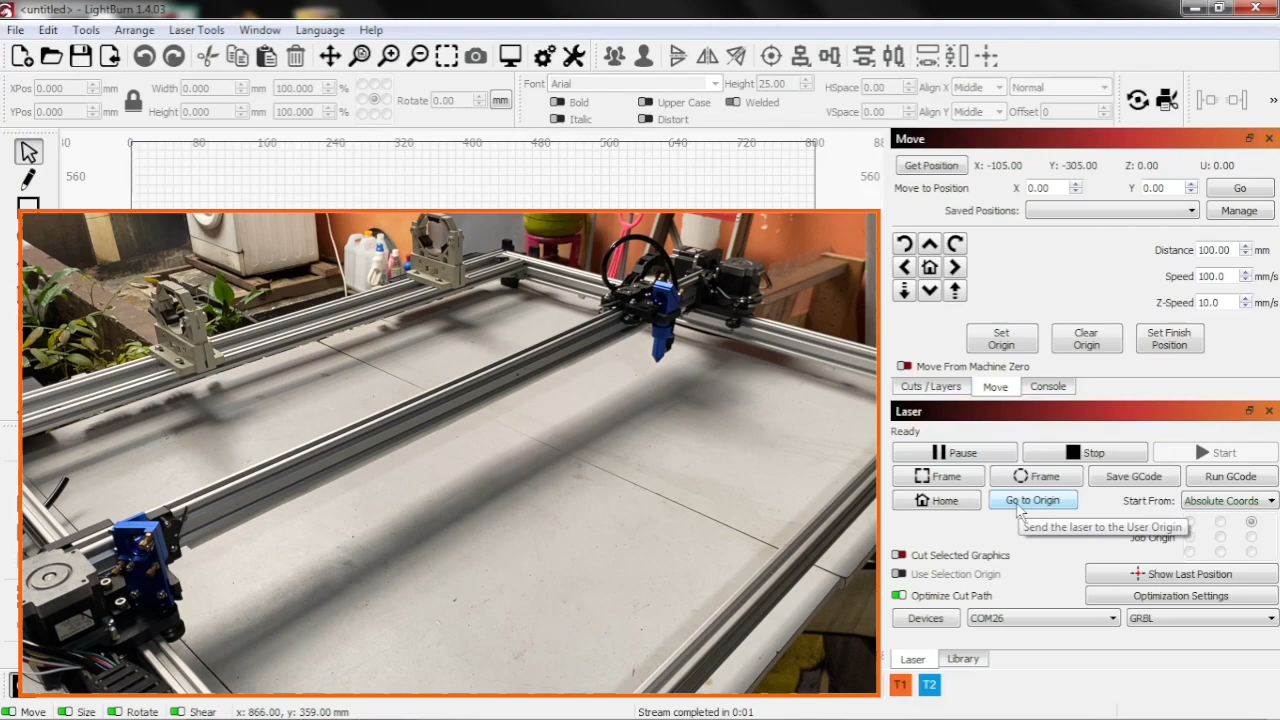 <untitled> - LightBurn 1.4.03
File Edit Tools Arrange Laser Tools Window Language Help
XPos 0.000 mm Width 0.000 100.000 % Rotate 0.00 mm Font Arial Height 25.00 HSpace 0.00 Align X Middle Normal
YPos 0.000 mm Height 0.000 100.000 % Bold Upper Case Welded VSpace 0.00 Align Y Middle Offset 0
Italic Distort
0 80 160 240 320 400 480 560 640 720 800
560 560
Move
Get Position X: -105.00 Y: -305.00 Z: 0.00 U: 0.00
Move to Position X 0.00 Y 0.00 Go
Saved Positions: Manage
Distance 100.00 mm
Speed 100.0 mm/s
Z-Speed 10.0 mm/s
Set Origin Clear Origin Set Finish Position
Move From Machine Zero
Cuts / Layers Move Console
Laser
Ready
Pause Stop Start
Frame Frame Save GCode Run GCode
Home Go to Origin Start From: Absolute Coords
Send the laser to the User Origin
Job Origin
Cut Selected Graphics
Use Selection Origin Show Last Position
Optimize Cut Path Optimization Settings
Devices COM26 GRBL
Laser Library
T1 T2
Move Size Rotate Shear x: 866.00, y: 359.00 mm Stream completed in 0:01